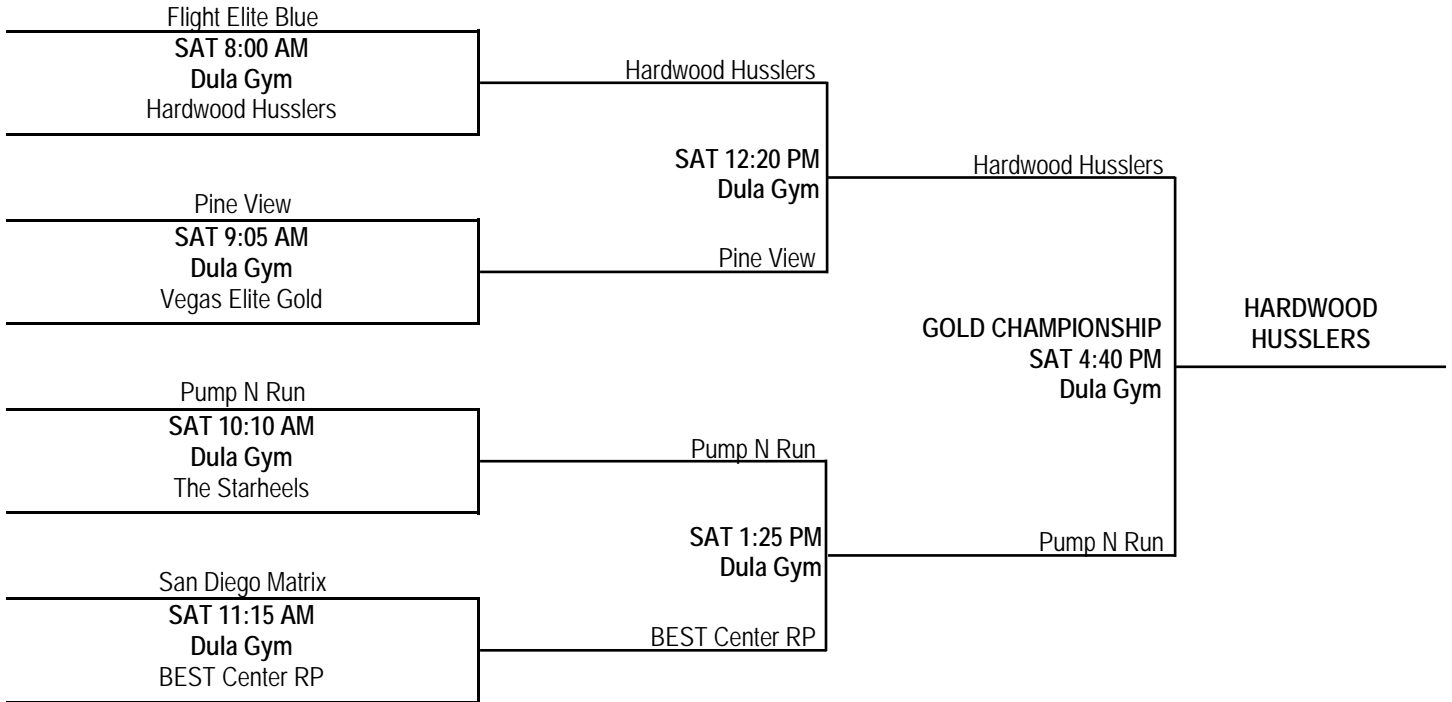 Flight Elite Blue
SAT 8:00 AM
Dula Gym
Hardwood Husslers
Pine View
SAT 9:05 AM
Dula Gym
Vegas Elite Gold
Pump N Run
SAT 10:10 AM
Dula Gym
The Starheels
San Diego Matrix
SAT 11:15 AM
Dula Gym
BEST Center RP
Hardwood Husslers
SAT 12:20 PM
Dula Gym
Pine View
Pump N Run
SAT 1:25 PM
Dula Gym
BEST Center RP
Hardwood Husslers
GOLD CHAMPIONSHIP
SAT 4:40 PM
Dula Gym
Pump N Run
HARDWOOD
HUSSLERS